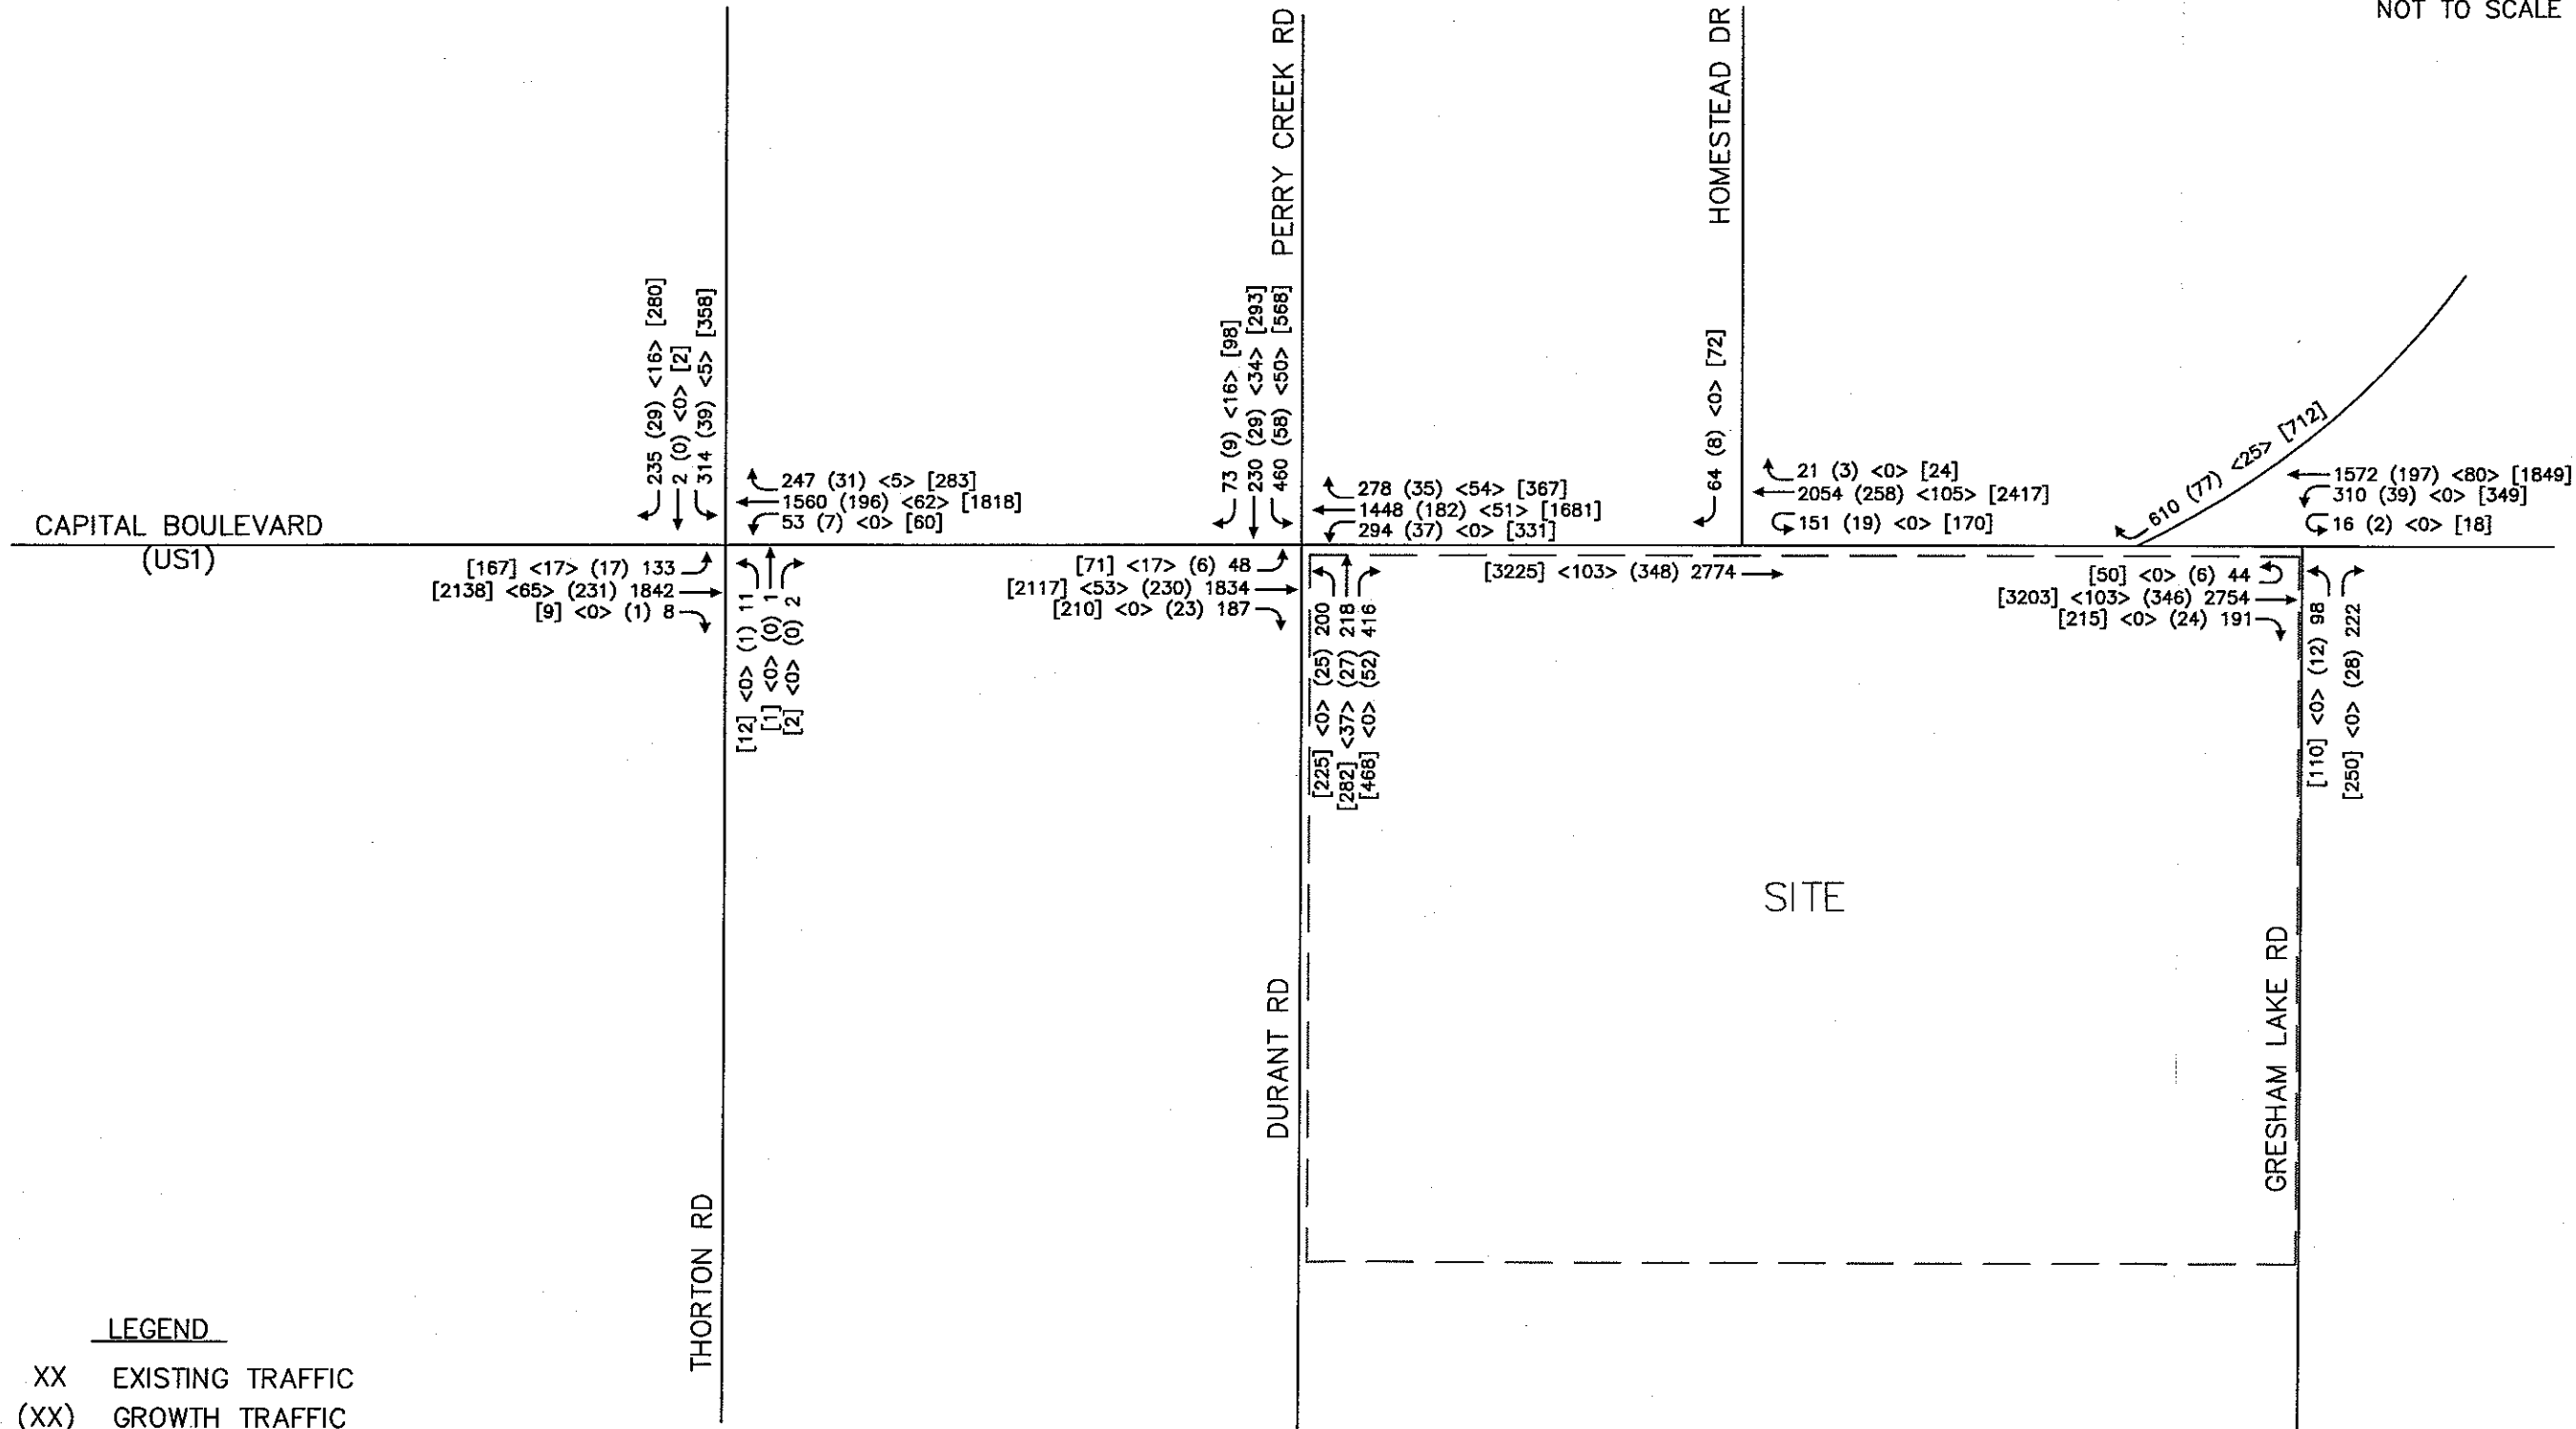 NOT TO SCALE
PERRY CREEK RD
HOMESTEAD DR
235 (29) <16> [280]
2 (0) <0> [2]
314 (39) <5> [358]
73 (9) <16> [98]
230 (29) <34> [293]
460 (58) <50> [568]
64 (8) <0> [72]
610 (77) <25> [712]
247 (31) <5> [283]
1560 (196) <62> [1818]
53 (7) <0> [60]
278 (35) <54> [367]
1448 (182) <51> [1681]
294 (37) <0> [331]
21 (3) <0> [24]
2054 (258) <105> [2417]
151 (19) <0> [170]
1572 (197) <80> [1849]
310 (39) <0> [349]
16 (2) <0> [18]
CAPITAL BOULEVARD
(US1)
[167] <17> (17) 133
[2138] <65> (231) 1842
[9] <0> (1) 8
[12] <0> (1) 11
[1] <0> (0) 1
[2] <0> (0) 2
[71] <17> (6) 48
[2117] <53> (230) 1834
[210] <0> (23) 187
[225] <0> (25) 200
[282] <37> (27) 218
[468] <0> (52) 416
[3225] <103> (348) 2774
[50] <0> (6) 44
[3203] <103> (346) 2754
[215] <0> (24) 191
[110] <0> (12) 98
[250] <0> (28) 222
SITE
THORTON RD
DURANT RD
GRESHAM LAKE RD
LEGEND
XX EXISTING TRAFFIC
(XX) GROWTH TRAFFIC